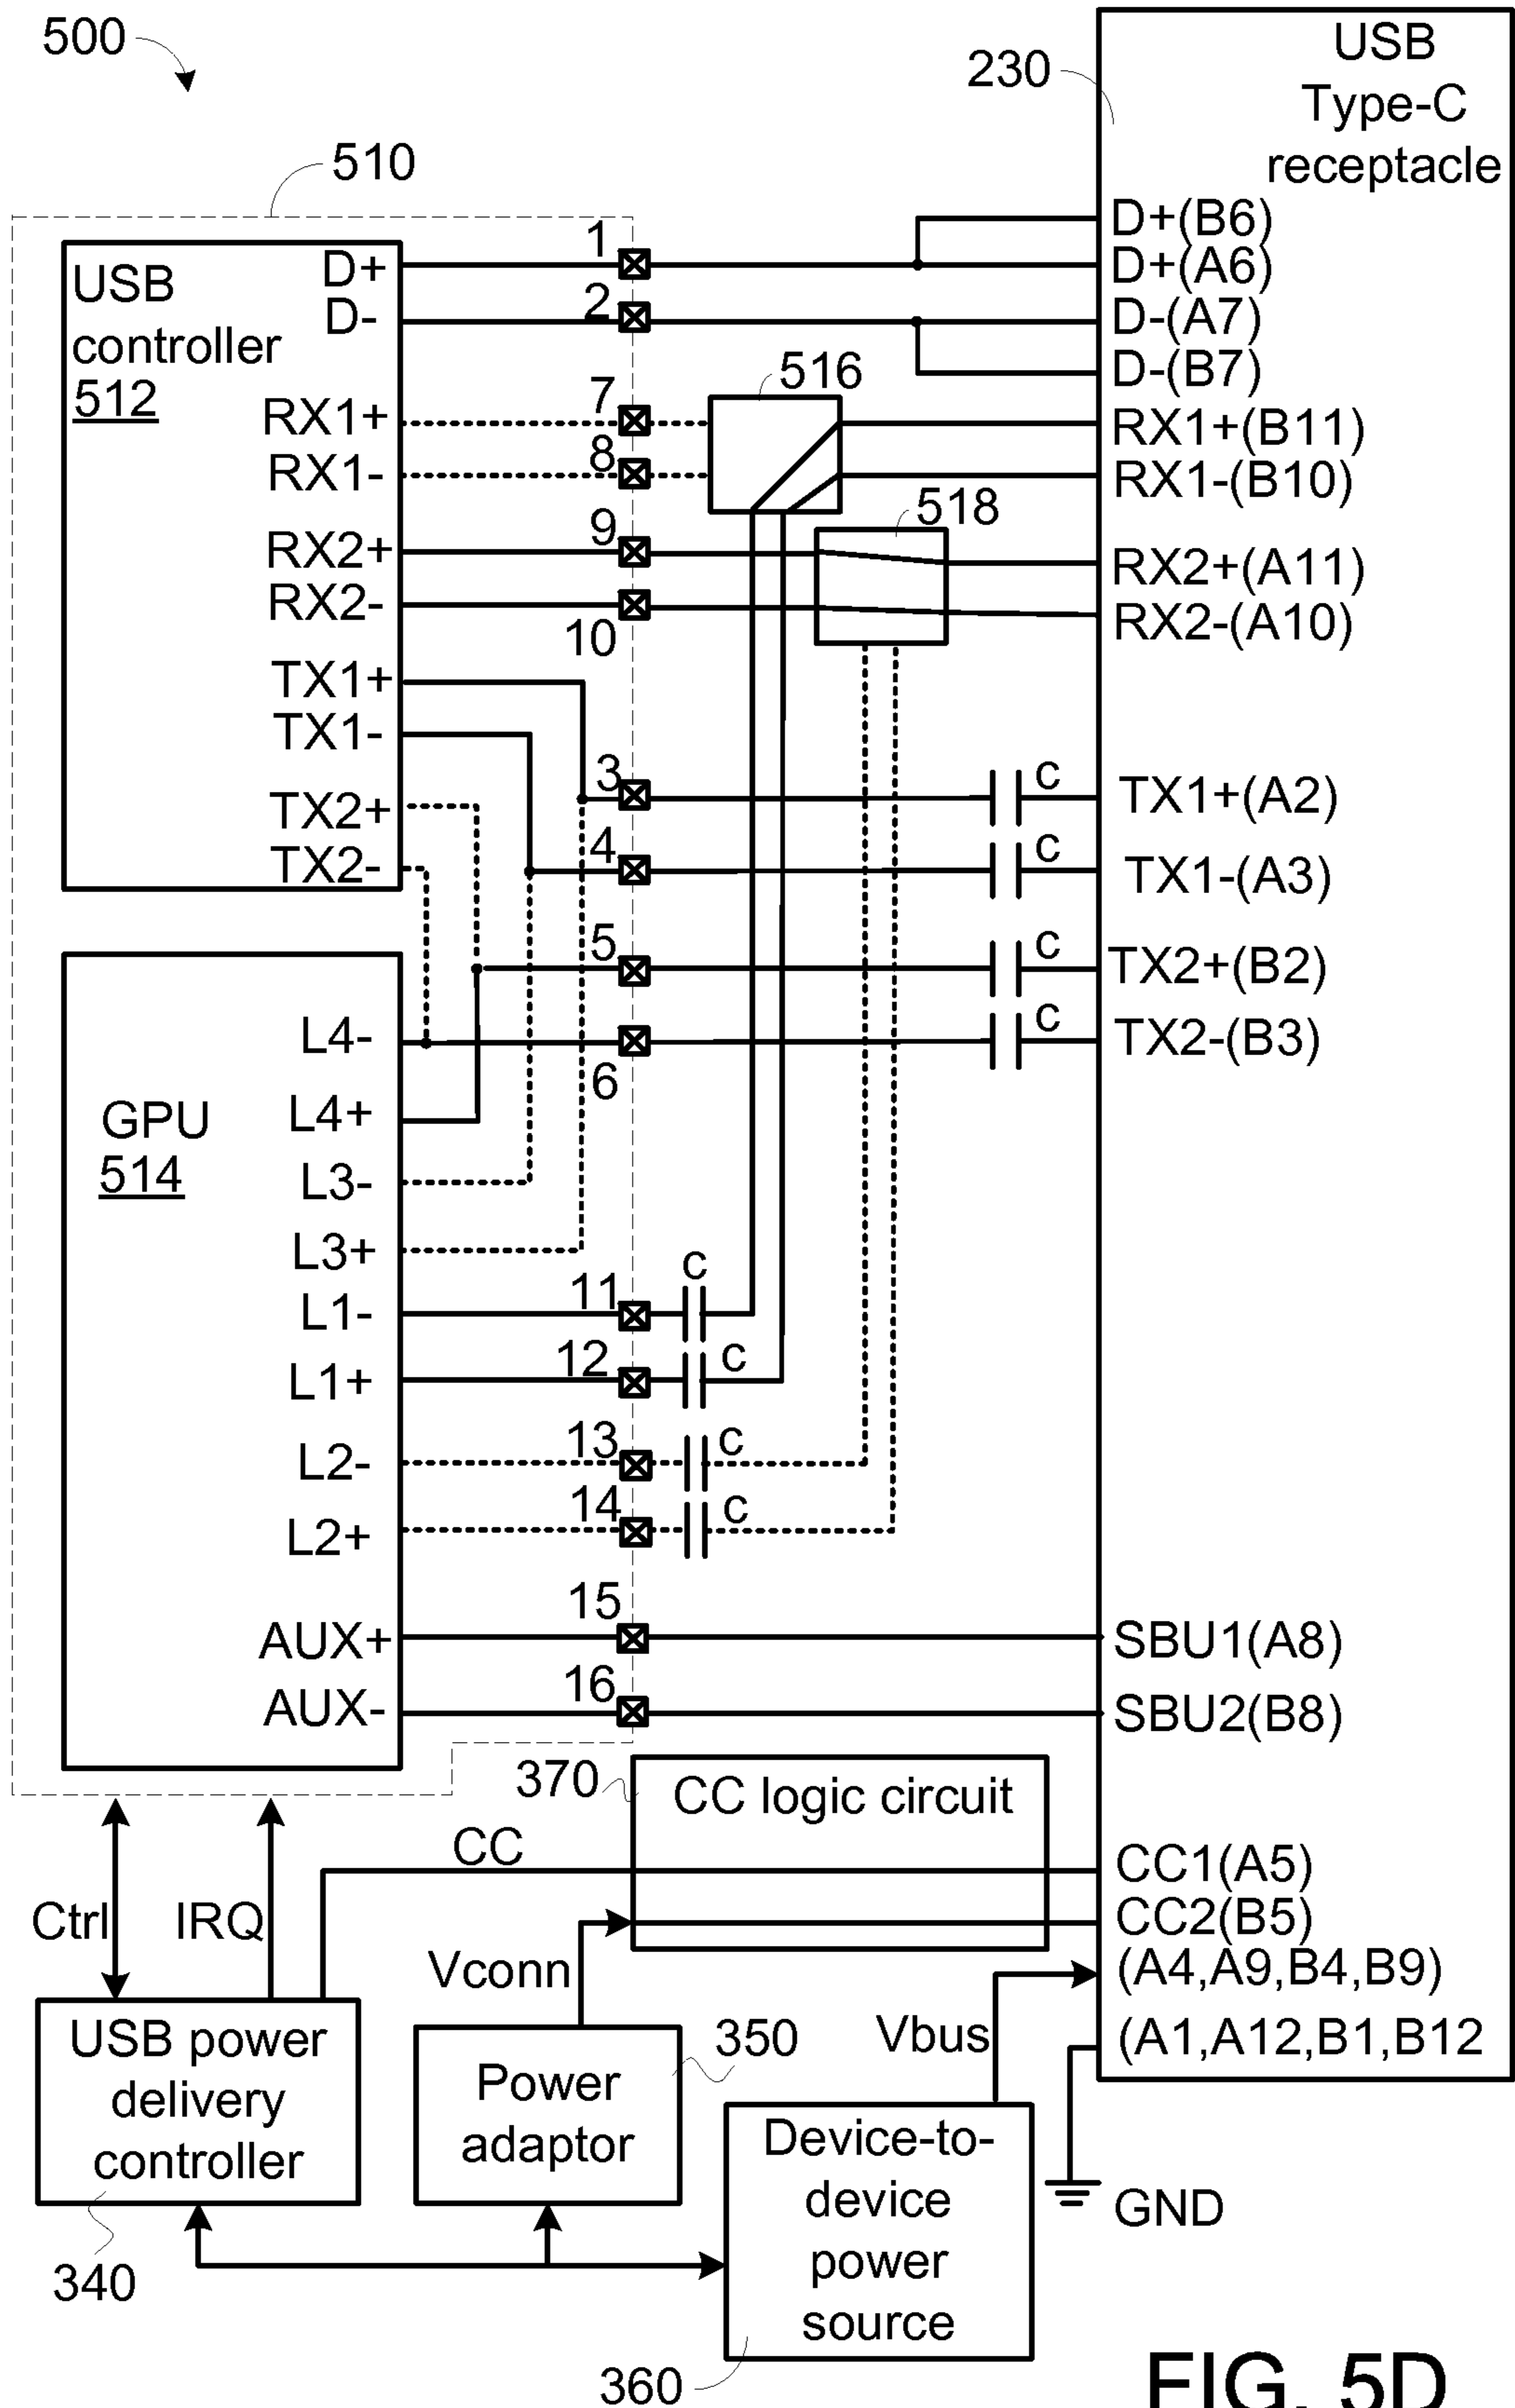 500
510
230
USB
Type-C
receptacle
USB
controller
512
D+
D-
RX1+
RX1-
RX2+
RX2-
TX1+
TX1-
TX2+
TX2-
1
2
7
8
9
10
3
4
5
6
516
518
c
c
c
c
D+(B6)
D+(A6)
D-(A7)
D-(B7)
RX1+(B11)
RX1-(B10)
RX2+(A11)
RX2-(A10)
TX1+(A2)
TX1-(A3)
TX2+(B2)
TX2-(B3)
GPU
514
L4-
L4+
L3-
L3+
L1-
L1+
L2-
L2+
AUX+
AUX-
11
12
13
14
15
16
c
c
c
c
SBU1(A8)
SBU2(B8)
370
CC logic circuit
CC
CC1(A5)
CC2(B5)
(A4,A9,B4,B9)
(A1,A12,B1,B12
Ctrl
IRQ
Vconn
Vbus
USB power
delivery
controller
340
Power
adaptor
350
Device-to-
device
power
source
360
GND
FIG. 5D